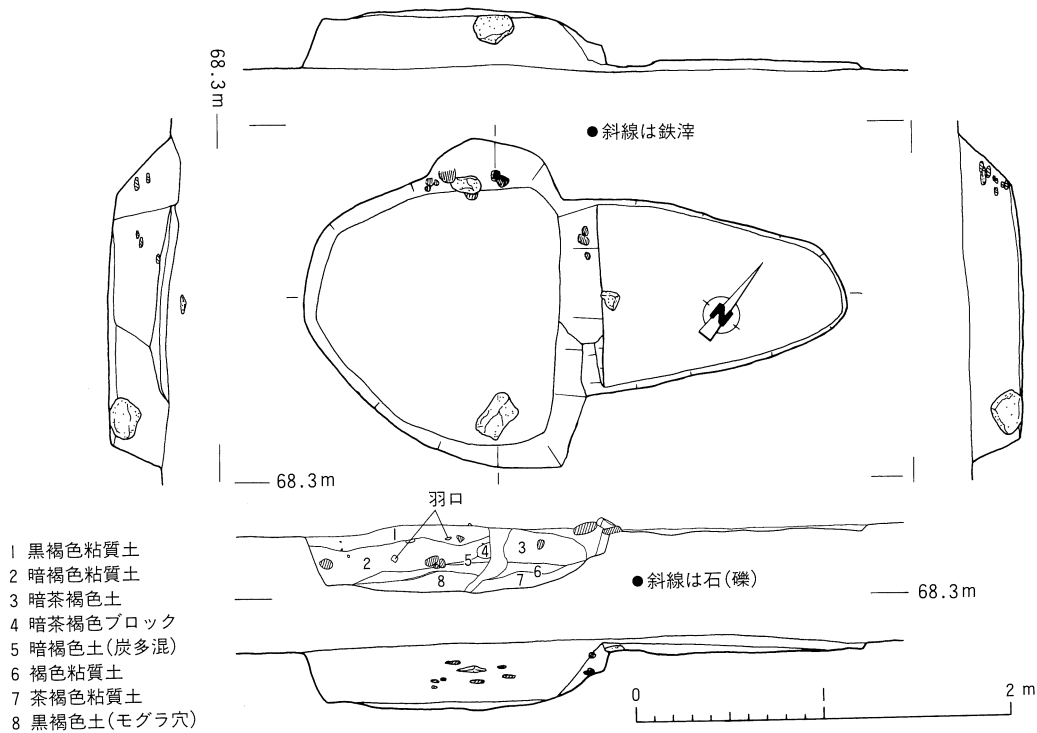 68.3m
●斜線は鉄滓
N
68.3m
羽口
1
2
3
4
5
6
7
8
●斜線は石(礫)
68.3m
1 黒褐色粘質土
2 暗褐色粘質土
3 暗茶褐色土
4 暗茶褐色ブロック
5 暗褐色土(炭多混)
6 褐色粘質土
7 茶褐色粘質土
8 黒褐色土(モグラ穴)
0 1 2 m